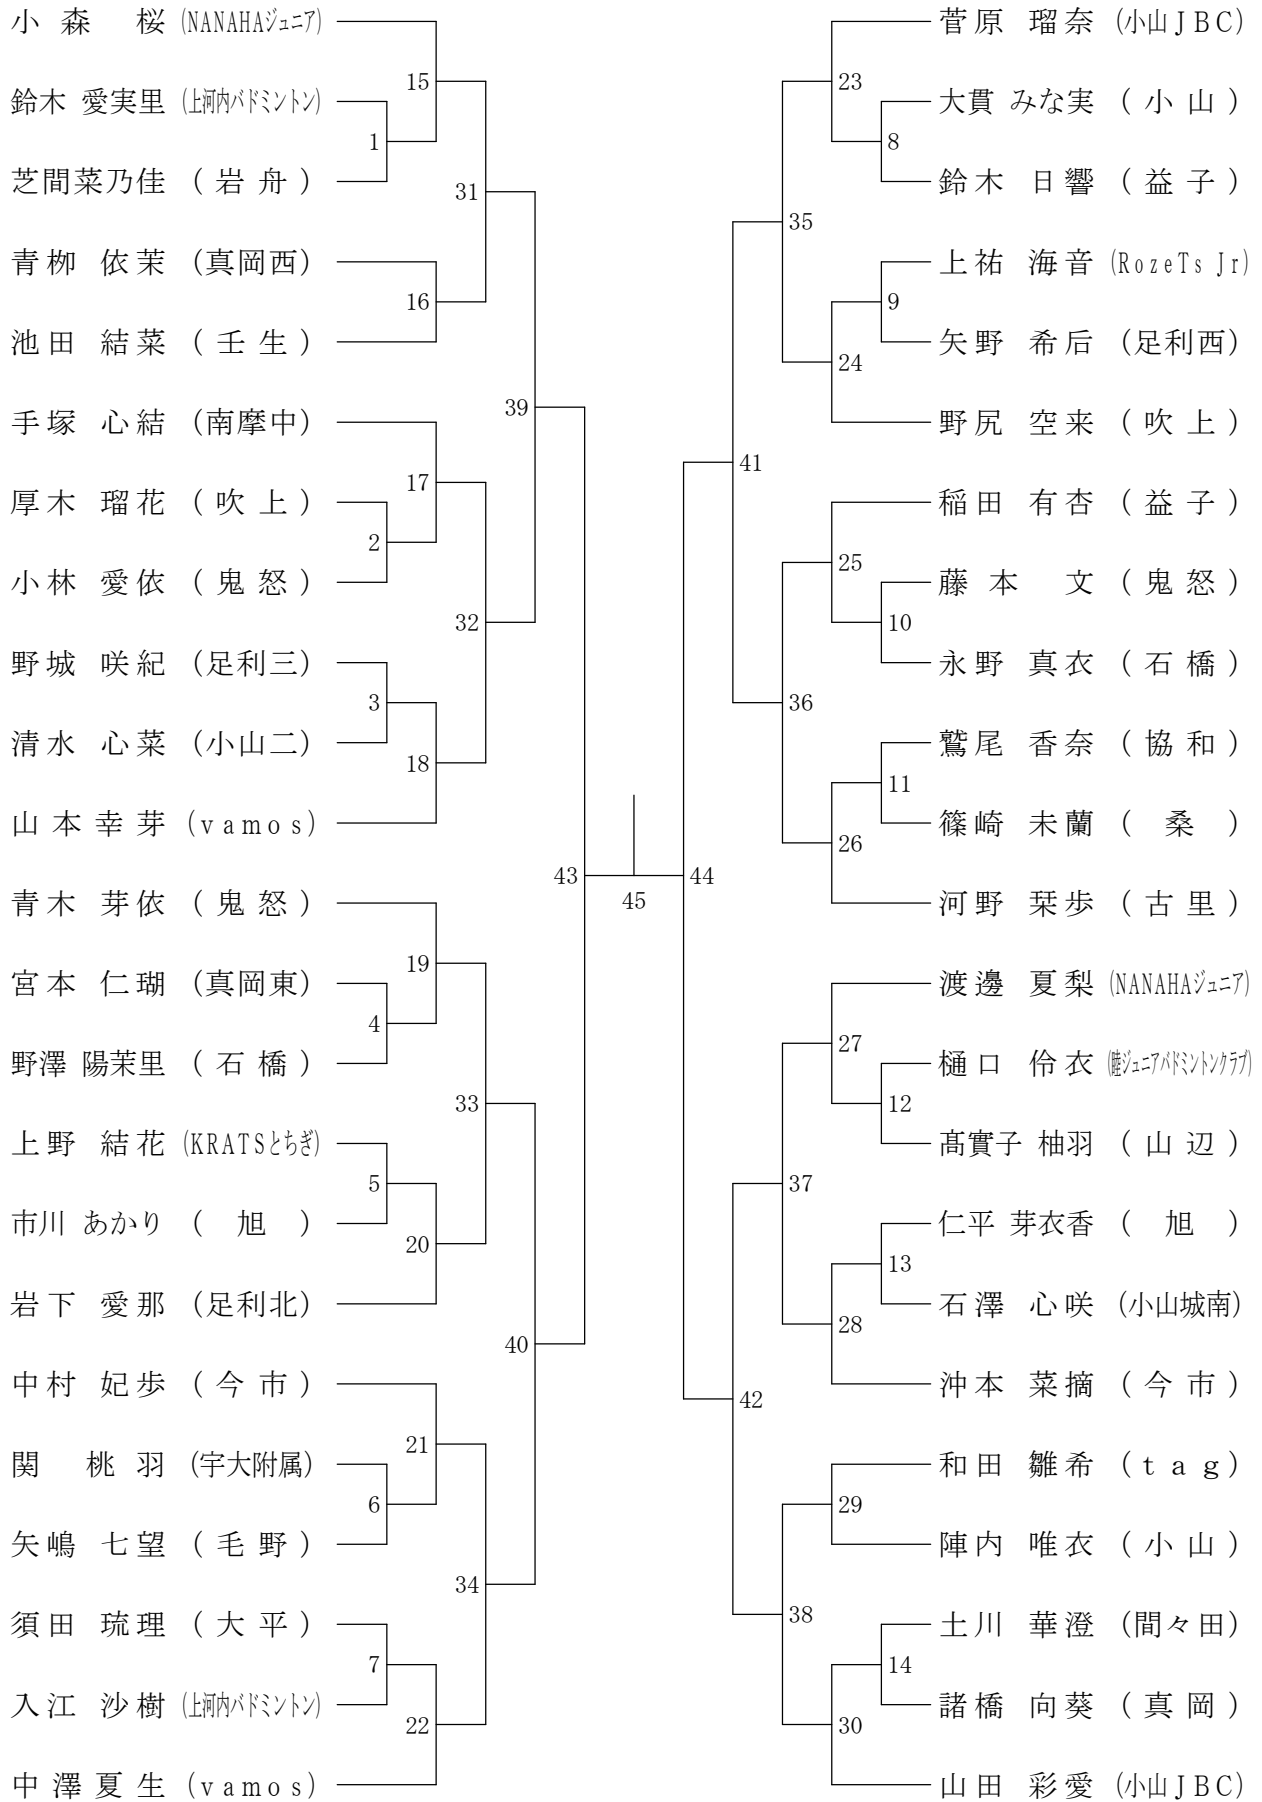 小森 桜 (NANAHAジュニア)
15
鈴木 愛実里 (上河内バドミントン)
1
芝間菜乃佳 (岩舟)
31
青栁 依茉 (真岡西)
16
池田 結菜 (壬生)
39
手塚 心結 (南摩中)
17
厚木 瑠花 (吹上)
2
小林 愛依 (鬼怒)
32
野城 咲紀 (足利三)
3
清水 心菜 (小山二)
18
山本幸芽 (vamos)
43
青木 芽依 (鬼怒)
19
宮本 仁瑚 (真岡東)
4
野澤 陽茉里 (石橋)
33
上野 結花 (KRATSとちぎ)
5
市川 あかり (旭)
20
岩下 愛那 (足利北)
40
中村 妃歩 (今市)
21
関 桃羽 (宇大附属)
6
矢嶋 七望 (毛野)
34
須田 琉理 (大平)
7
入江 沙樹 (上河内バドミントン)
22
中澤夏生 (vamos)
45
菅原 瑠奈 (小山JBC)
23
大貫 みな実 (小山)
8
鈴木 日響 (益子)
35
上祐 海音 (RozeTs Jr)
9
矢野 希后 (足利西)
24
野尻 空来 (吹上)
41
稲田 有杏 (益子)
25
藤本 文 (鬼怒)
10
永野 真衣 (石橋)
36
鷲尾 香奈 (協和)
11
篠崎 未蘭 (桑)
26
44
河野 栞歩 (古里)
渡邊 夏梨 (NANAHAジュニア)
27
樋口 伶衣 (睦ジュニアバドミントンクラブ)
12
髙實子 柚羽 (山辺)
37
仁平 芽衣香 (旭)
13
石澤 心咲 (小山城南)
28
沖本 菜摘 (今市)
42
和田 雛希 (tag)
29
陣内 唯衣 (小山)
38
土川 華澄 (間々田)
14
諸橋 向葵 (真岡)
30
山田 彩愛 (小山JBC)